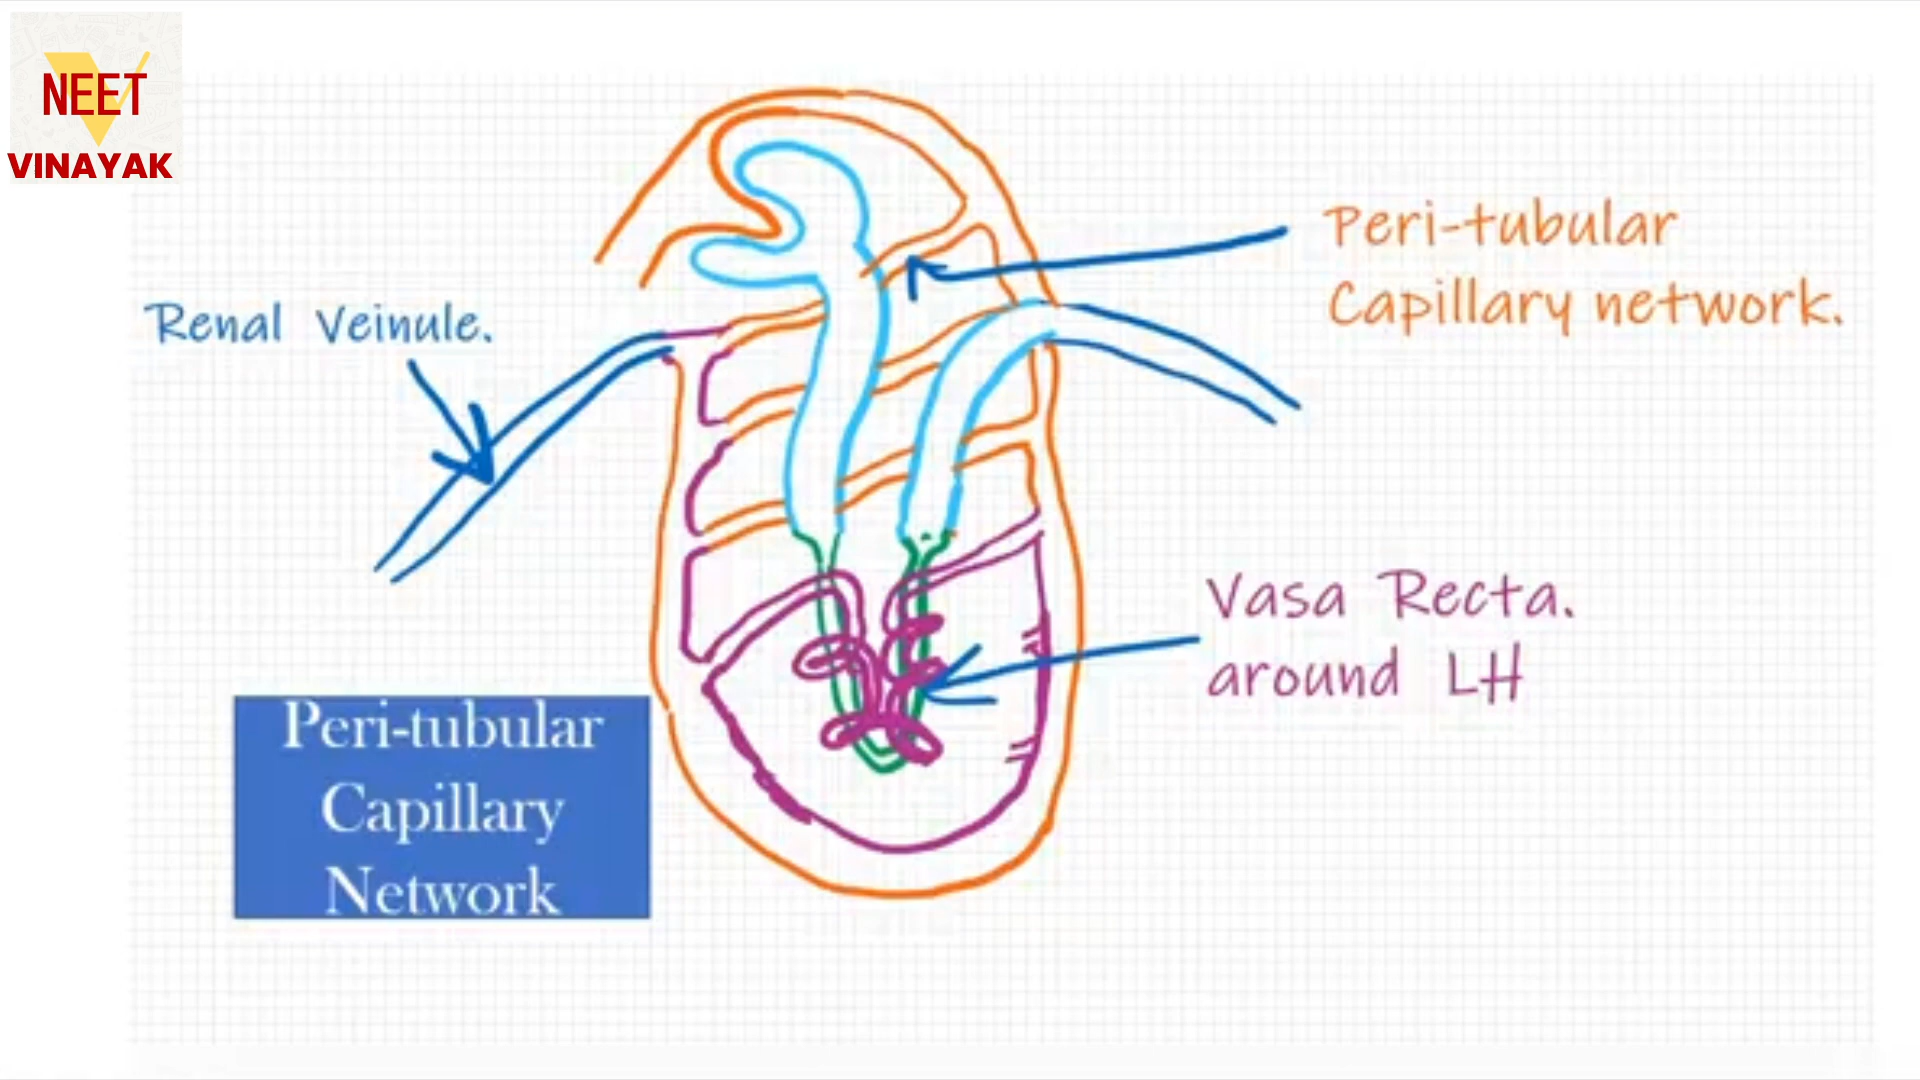 NEET
VINAYAK
Peri-tubular
Capillary network.
Renal Veinule.
Vasa Recta.
around LH
Peri-tubular
Capillary
Network